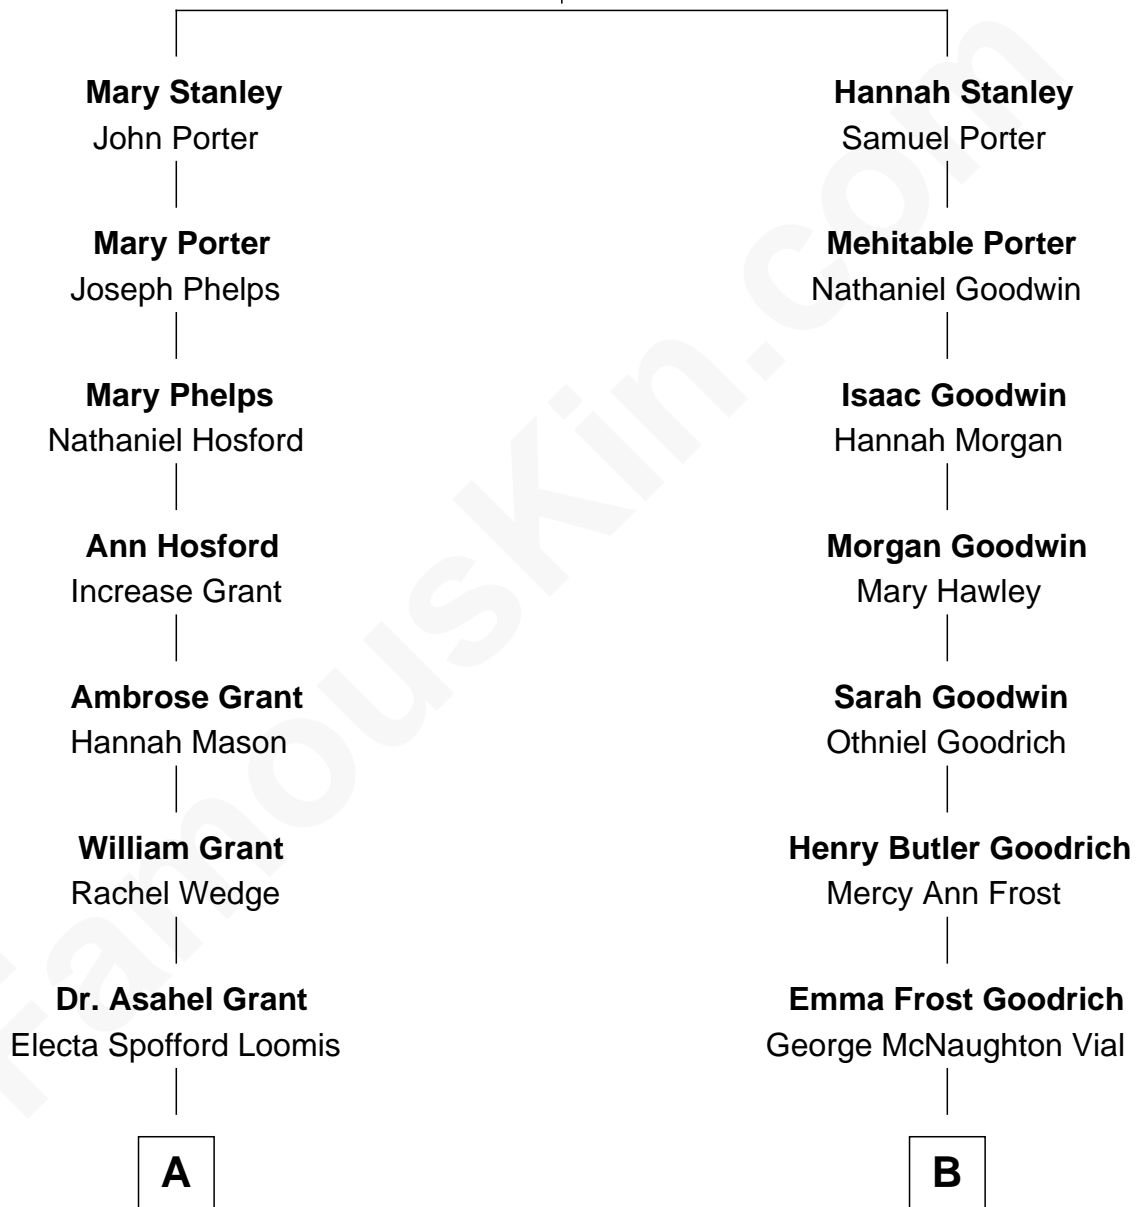 Mary Stanley
John Porter
Mary Porter
Joseph Phelps
Mary Phelps
Nathaniel Hosford
Ann Hosford
Increase Grant
Ambrose Grant
Hannah Mason
William Grant
Rachel Wedge
Dr. Asahel Grant
Electa Spofford Loomis
A
Hannah Stanley
Samuel Porter
Mehitable Porter
Nathaniel Goodwin
Isaac Goodwin
Hannah Morgan
Morgan Goodwin
Mary Hawley
Sarah Goodwin
Othniel Goodrich
Henry Butler Goodrich
Mercy Ann Frost
Emma Frost Goodrich
George McNaughton Vial
B
FamousKin.com